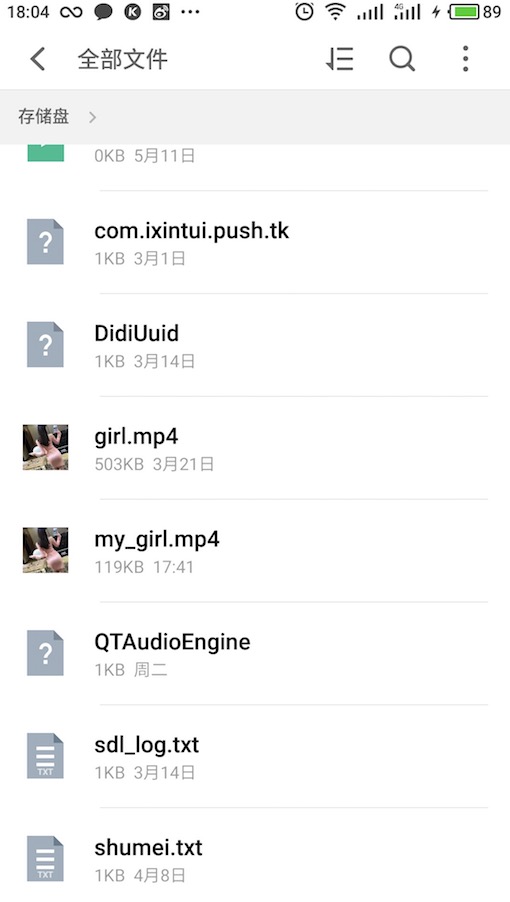 18:04 4G 89
全部文件
存储盘
0KB 5月11日
com.ixintui.push.tk
1KB 3月1日
DidiUuid
1KB 3月14日
girl.mp4
503KB 3月21日
my_girl.mp4
119KB 17:41
QTAudioEngine
1KB 周二
sdl_log.txt
TXT
1KB 3月14日
shumei.txt
TXT
1KB 4月8日